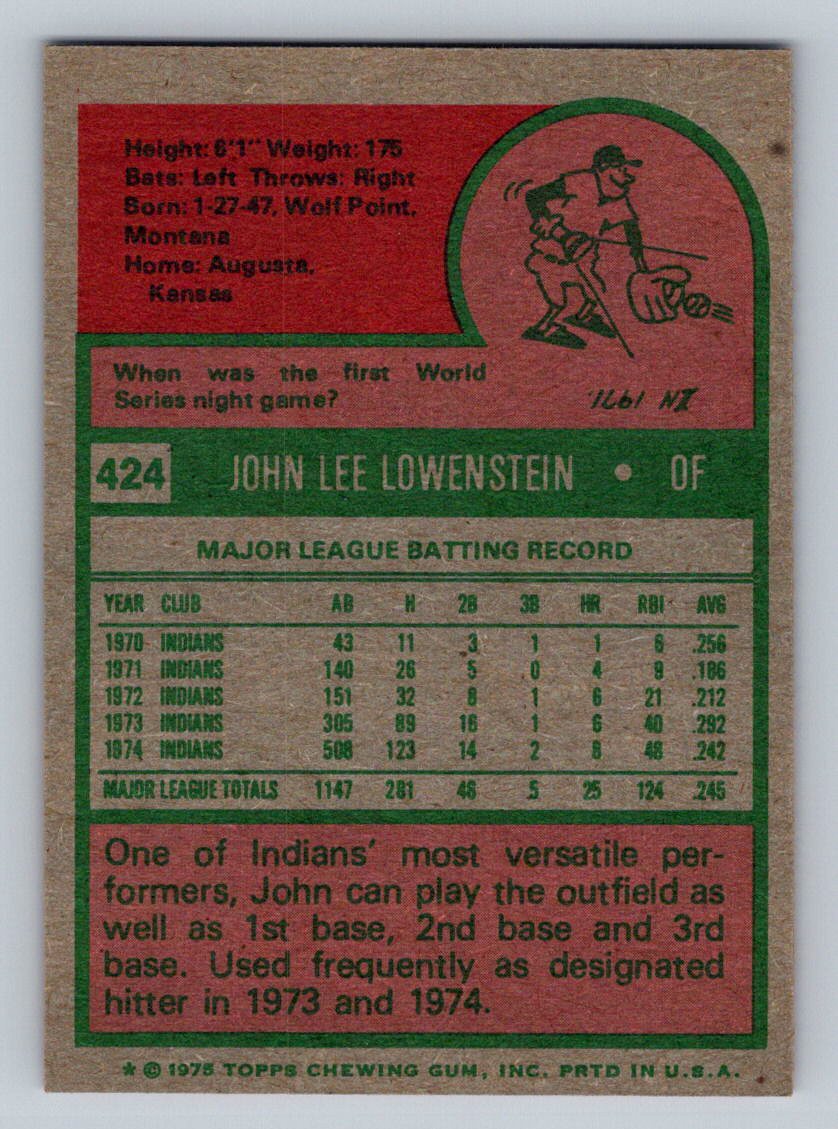 Height: 6'1" Weight: 175
Bats: Left Throws: Right
Born: 1-27-47, Wolf Point,
Montana
Home: Augusta,
Kansas
When was the first World
Series night game?
IN 1971.
424 JOHN LEE LOWENSTEIN • OF
MAJOR LEAGUE BATTING RECORD
YEAR CLUB AB H 2B 3B HR RBI AVG
1970 INDIANS 43 11 3 1 1 6 .256
1971 INDIANS 140 26 5 0 4 9 .186
1972 INDIANS 151 32 8 1 6 21 .212
1973 INDIANS 305 89 16 1 6 40 .292
1974 INDIANS 508 123 14 2 8 48 .242
MAJOR LEAGUE TOTALS 1147 281 46 5 25 124 .245
One of Indians' most versatile per-
formers, John can play the outfield as
well as 1st base, 2nd base and 3rd
base. Used frequently as designated
hitter in 1973 and 1974.
* © 1975 TOPPS CHEWING GUM, INC. PRTD IN U.S.A.